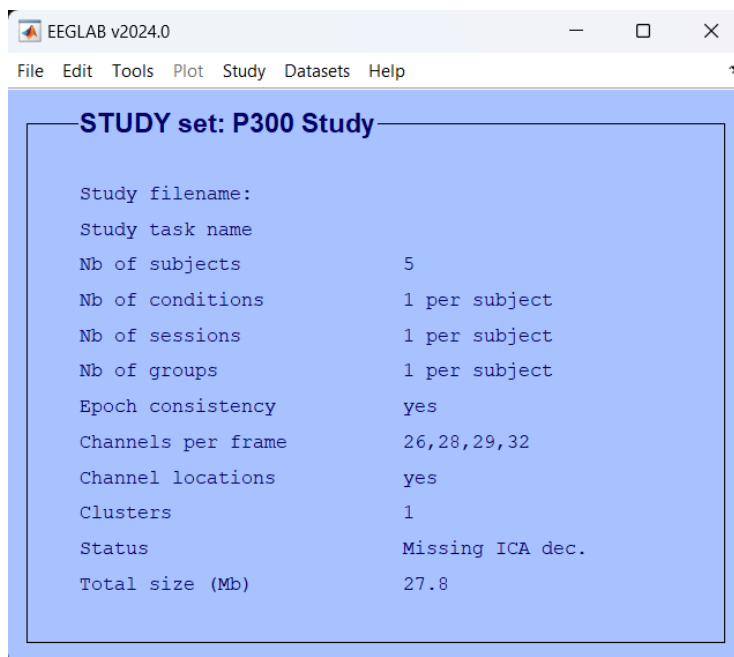 EEGLAB v2024.0
File Edit Tools Plot Study Datasets Help
STUDY set: P300 Study
Study filename:
Study task name
Nb of subjects 5
Nb of conditions 1 per subject
Nb of sessions 1 per subject
Nb of groups 1 per subject
Epoch consistency yes
Channels per frame 26,28,29,32
Channel locations yes
Clusters 1
Status Missing ICA dec.
Total size (Mb) 27.8